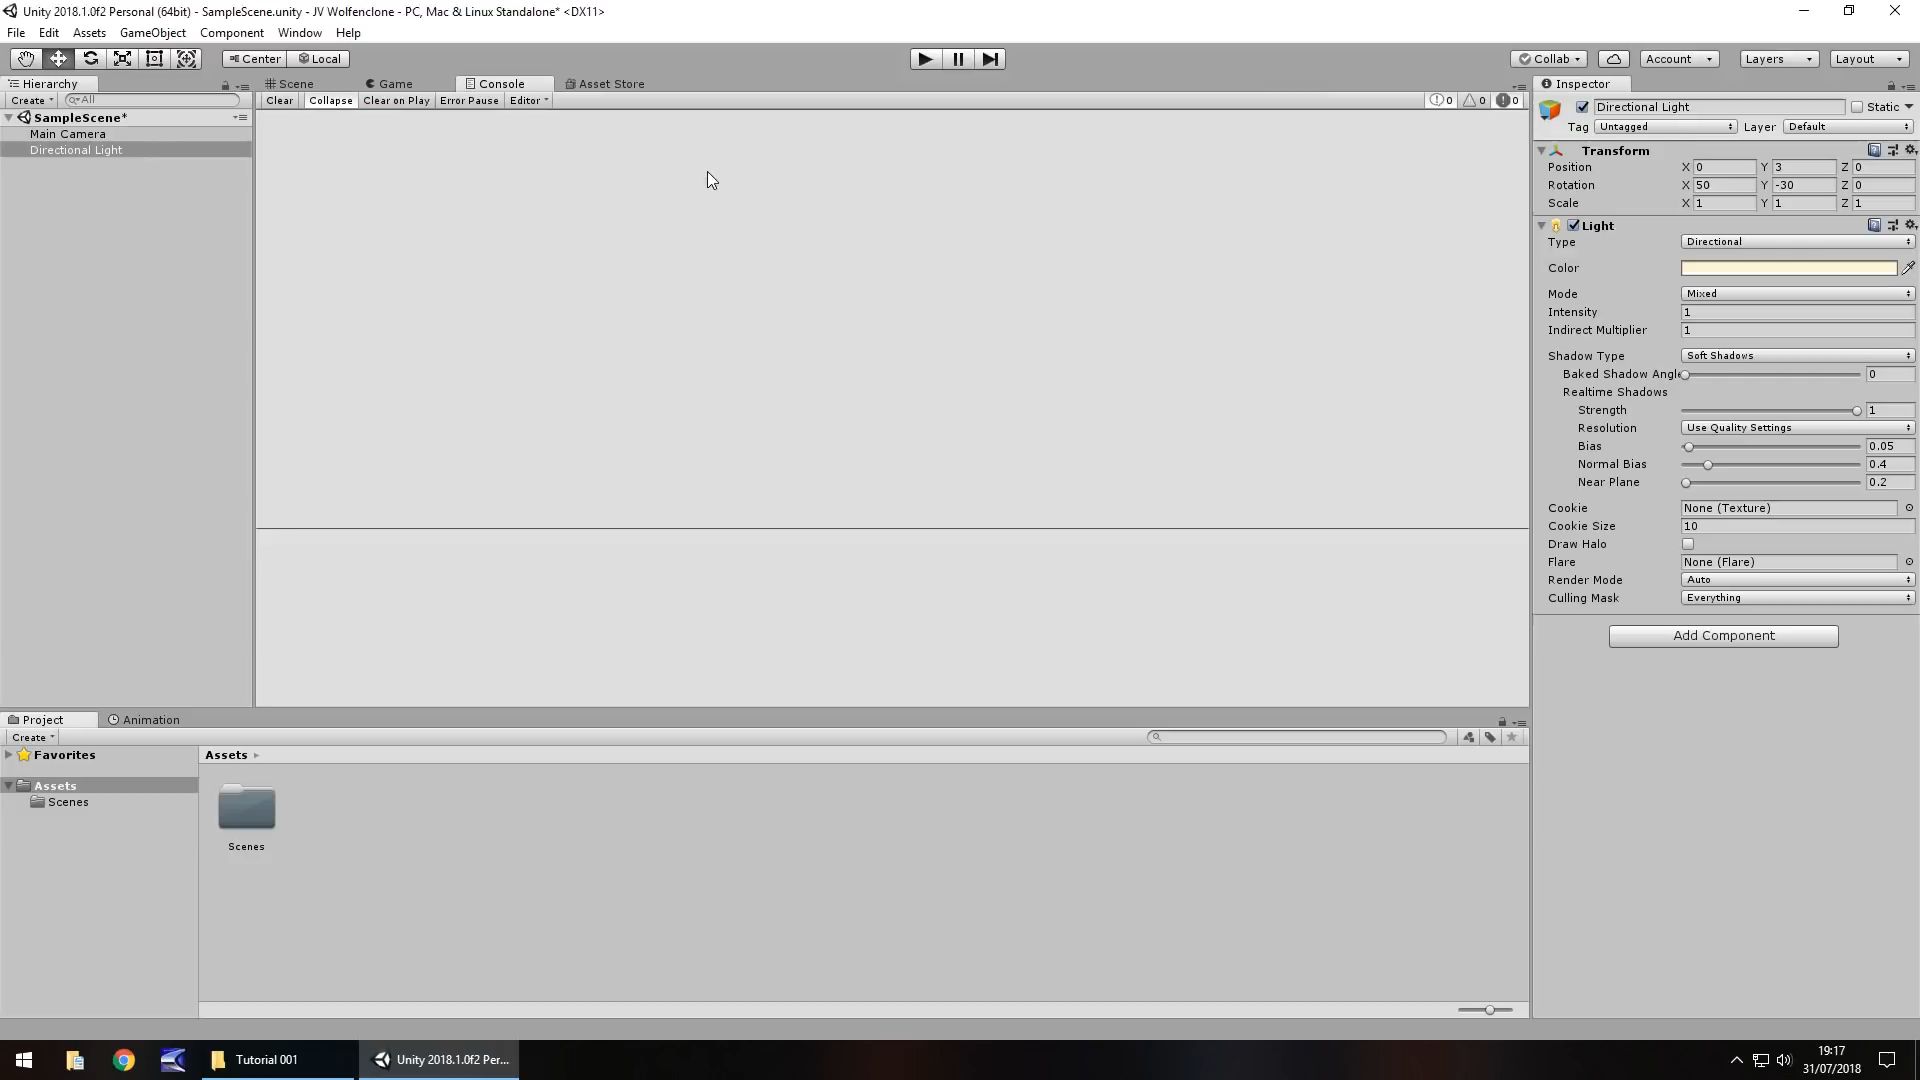 Unity 2018.1.0f2 Personal (64bit) - SampleScene.unity - JV Wolfenclone - PC, Mac & Linux Standalone* <DX11>
File Edit Assets GameObject Component Window Help
Center Local Collab Account Layers Layout
Hierarchy Scene Game Console Asset Store Inspector
Create All Clear Collapse Clear on Play Error Pause Editor 0 0 0 Directional Light Static
SampleScene*
Main Camera
Directional Light
Tag Untagged Layer Default
Transform
Position X 0 Y 3 Z 0
Rotation X 50 Y -30 Z 0
Scale X 1 Y 1 Z 1
Light
Type Directional
Color
Mode Mixed
Intensity 1
Indirect Multiplier 1
Shadow Type Soft Shadows
Baked Shadow Angle 0
Realtime Shadows
Strength 1
Resolution Use Quality Settings
Bias 0.05
Normal Bias 0.4
Near Plane 0.2
Cookie None (Texture)
Cookie Size 10
Draw Halo
Flare None (Flare)
Render Mode Auto
Culling Mask Everything
Add Component
Project Animation
Create
Favorites
Assets
Scenes
Assets
Scenes
Tutorial 001 Unity 2018.1.0f2 Per...
19:17
31/07/2018